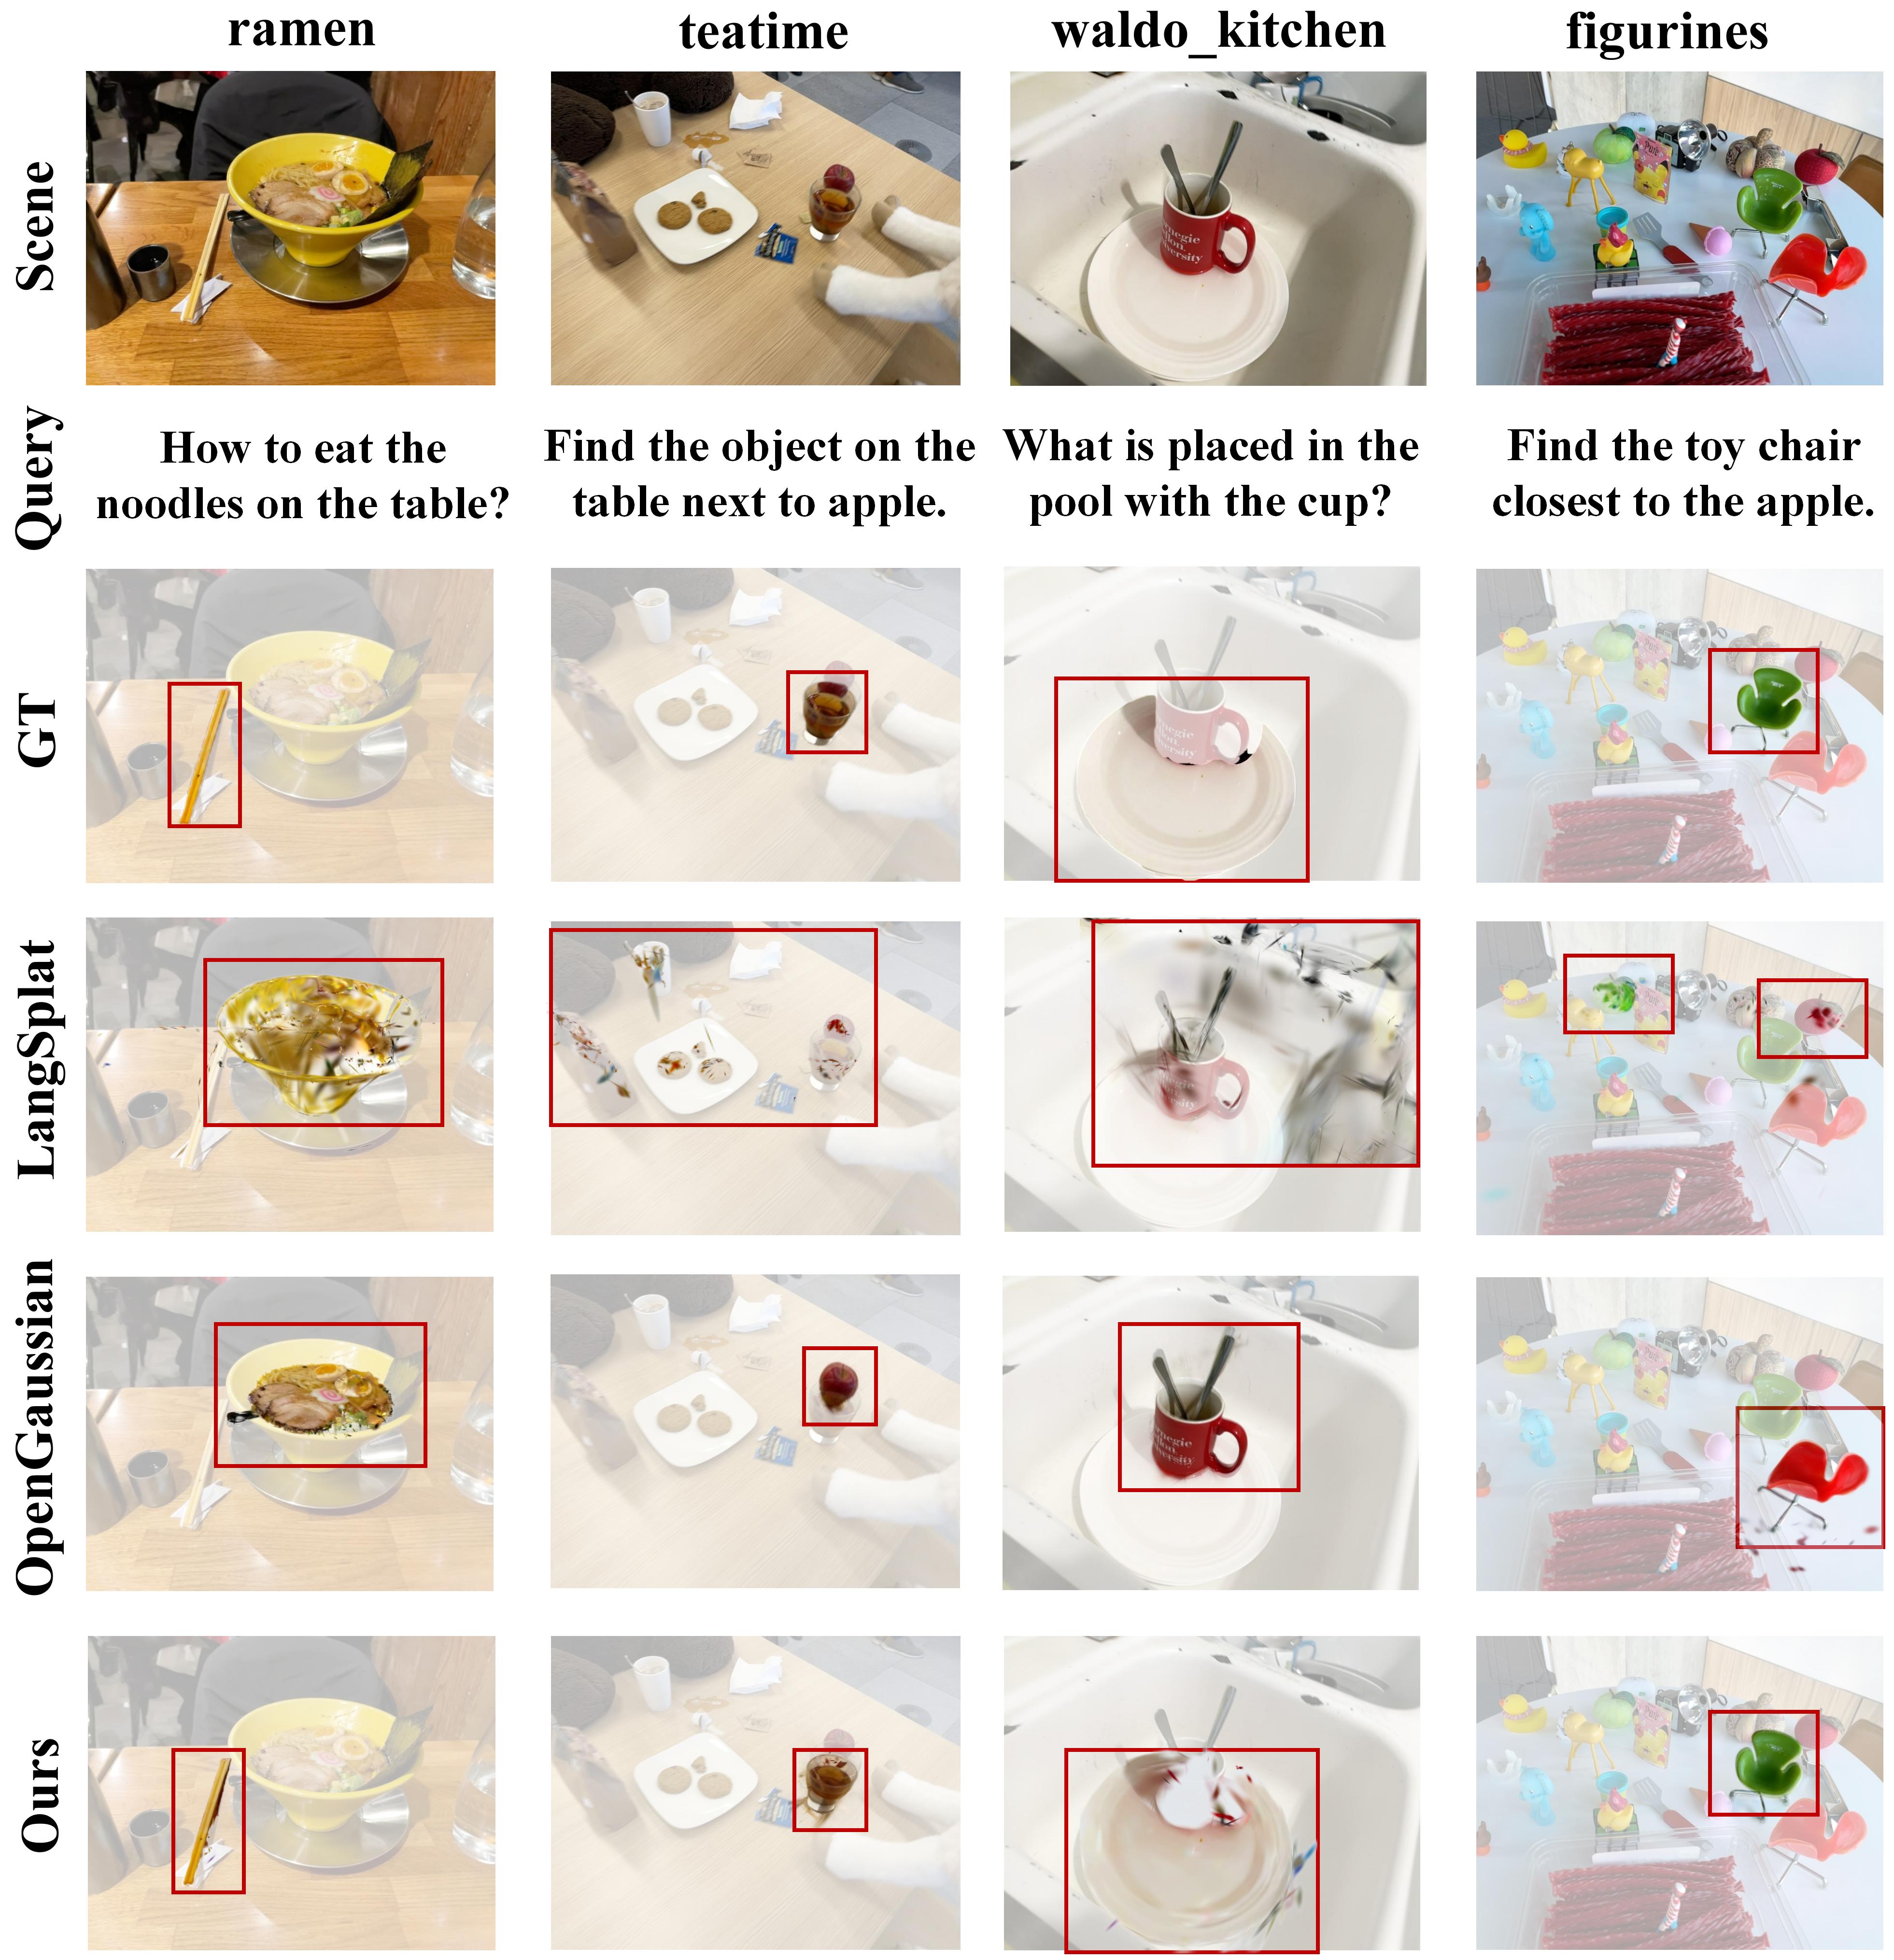 ramen
teatime
waldo_kitchen
figurines
Scene
Query
How to eat the
noodles on the table?
Find the object on the
table next to apple.
What is placed in the
pool with the cup?
Find the toy chair
closest to the apple.
GT
LangSplat
OpenGaussian
Ours